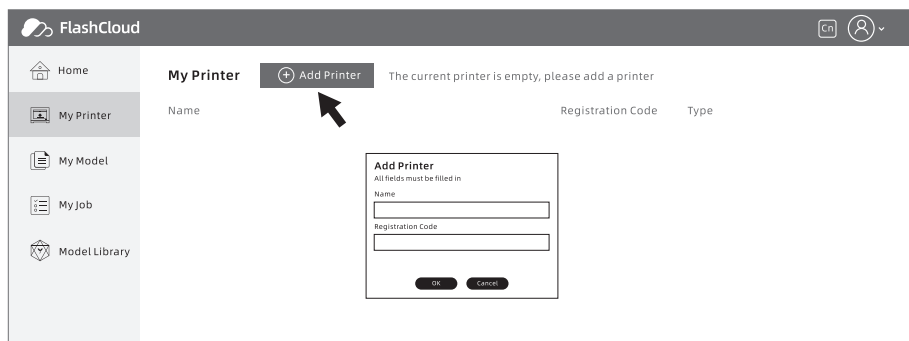 FlashCloud
Cn
Home
My Printer
My Model
My Job
Model Library
My Printer
Add Printer
The current printer is empty, please add a printer
Name
Registration Code
Type
Add Printer
All fields must be filled in
Name
Registration Code
OK
Cancel